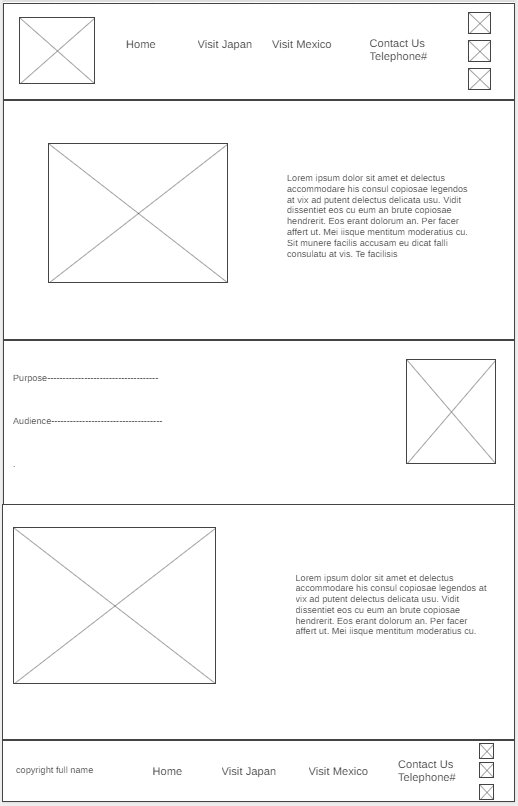 Home Visit Japan Visit Mexico Contact Us
Telephone#
Lorem ipsum dolor sit amet et delectus
accommodare his consul copiosae legendos
at vix ad putent delectus delicata usu. Vidit
dissentiet eos cu eum an brute copiosae
hendrerit. Eos erant dolorum an. Per facer
affert ut. Mei iisque mentitum moderatius cu.
Sit munere facilis accusam eu dicat falli
consulatu at vis. Te facilisis
Purpose-------------------------------------
Audience-------------------------------------
.
Lorem ipsum dolor sit amet et delectus
accommodare his consul copiosae legendos at
vix ad putent delectus delicata usu. Vidit
dissentiet eos cu eum an brute copiosae
hendrerit. Eos erant dolorum an. Per facer
affert ut. Mei iisque mentitum moderatius cu.
copyright full name Home Visit Japan Visit Mexico Contact Us
Telephone#